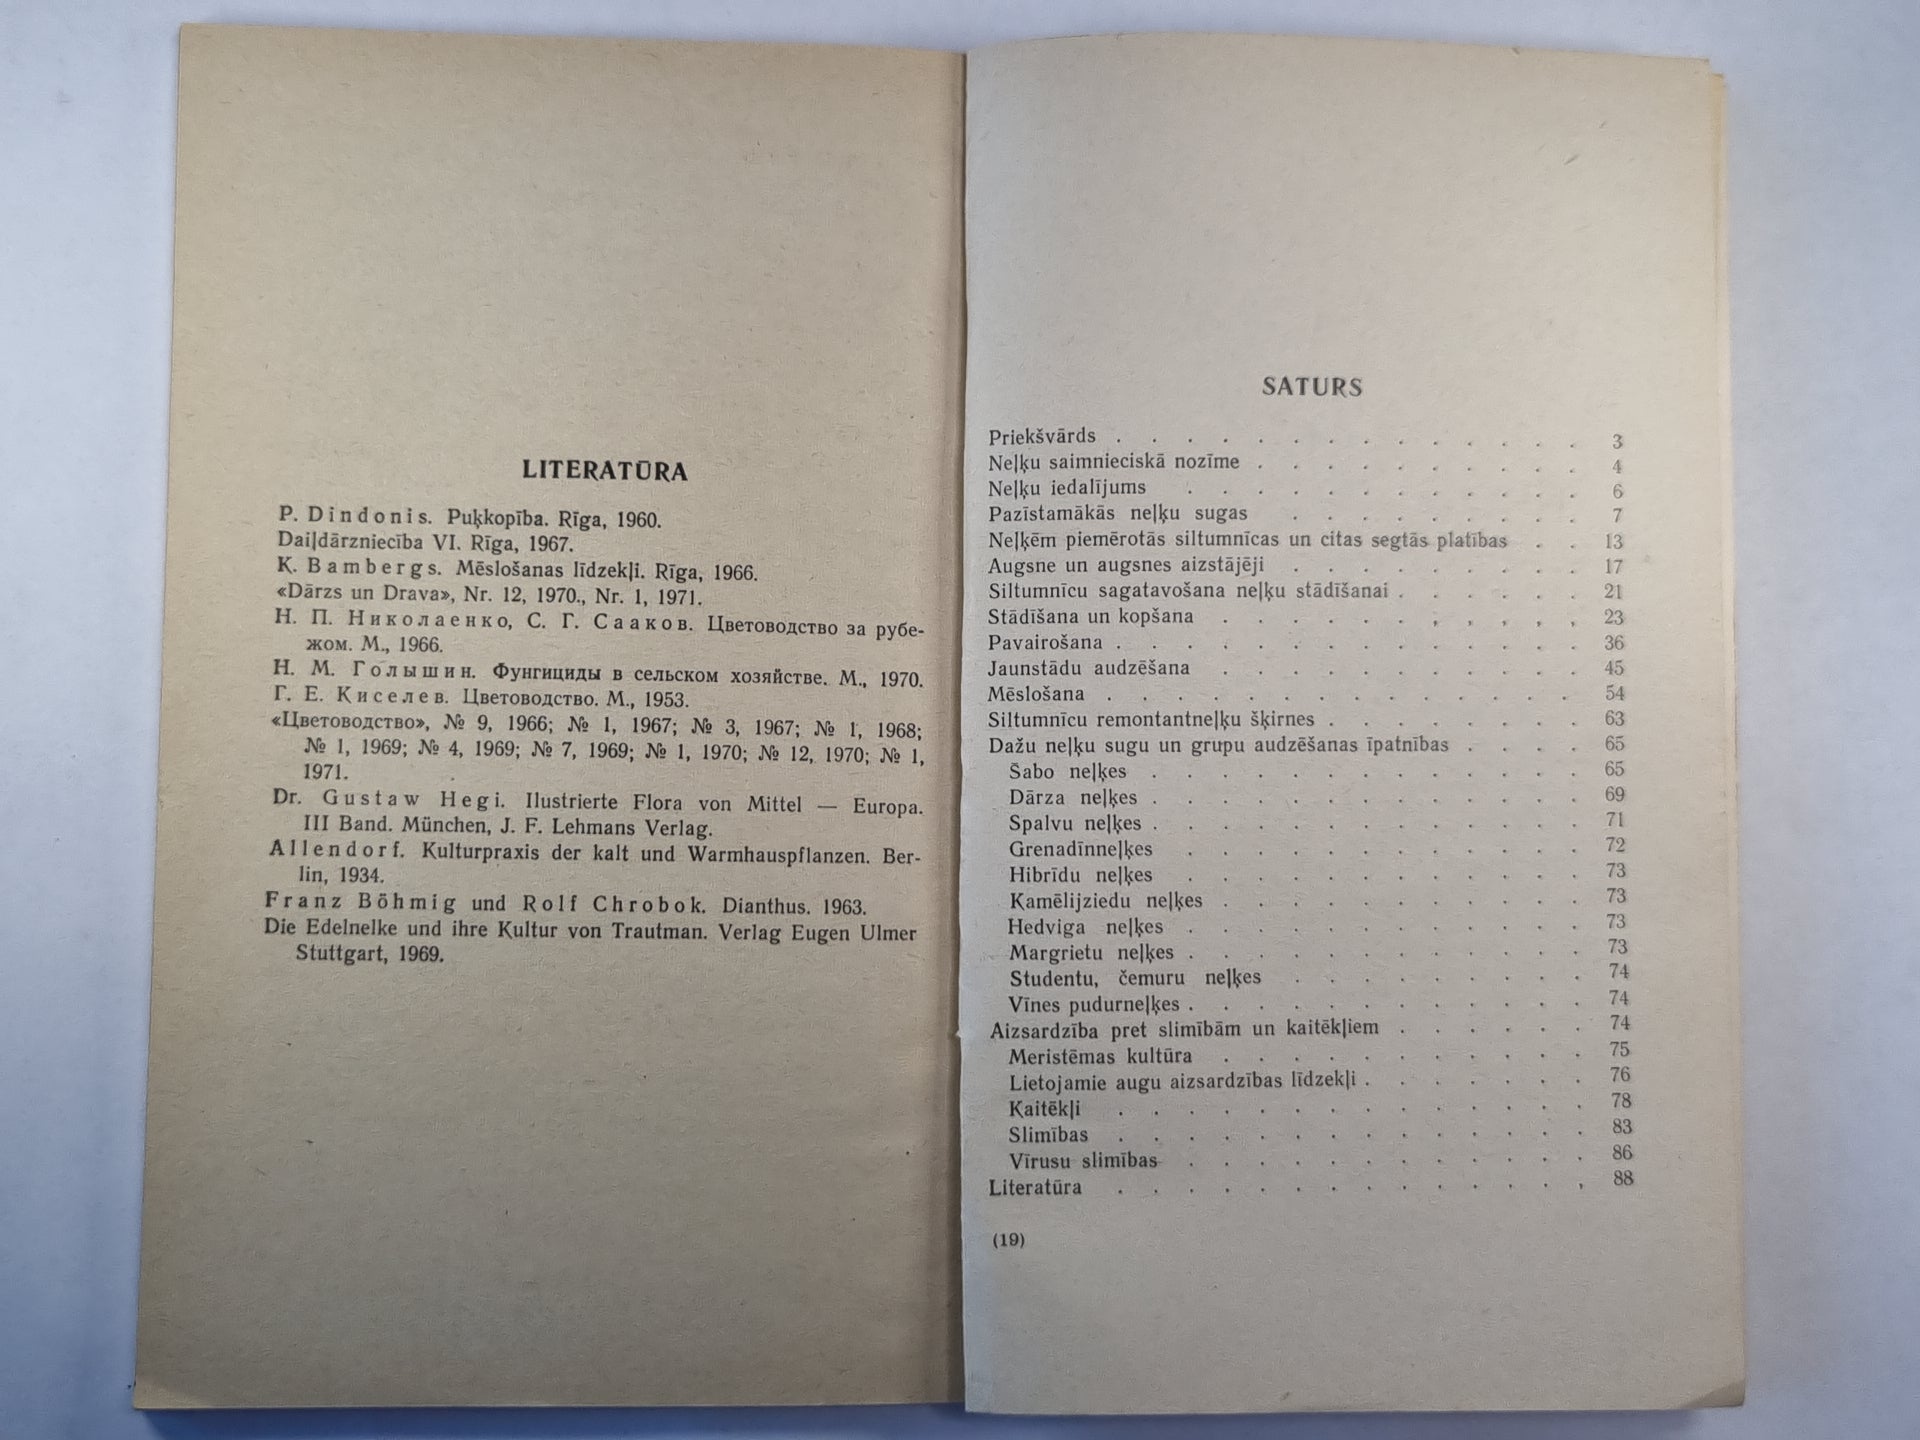 LITERATŪRA
P. Dindonis. Puķkopība. Rīga, 1960.
Daiļdārzniecība VI. Rīga, 1967.
K. Bambergs. Mēslošanas līdzekļi. Rīga, 1966.
«Dārzs un Drava», Nr. 12, 1970., Nr. 1, 1971.
Н. П. Николаенко, С. Г. Сааков. Цветоводство за рубе-
жом. М., 1966.
Н. М. Голышин. Фунгициды в сельском хозяйстве. М., 1970.
Г. Е. Киселев. Цветоводство. М., 1953.
«Цветоводство», № 9, 1966; № 1, 1967; № 3, 1967; № 1, 1968;
№ 1, 1969; № 4, 1969; № 7, 1969; № 1, 1970; № 12, 1970; № 1,
1971.
Dr. Gustaw Hegi. Ilustrierte Flora von Mittel — Europa.
III Band. München, J. F. Lehmans Verlag.
Allendorf. Kulturpraxis der kalt und Warmhauspflanzen. Ber-
lin, 1934.
Franz Böhmig und Rolf Chrobok. Dianthus. 1963.
Die Edelnelke und ihre Kultur von Trautman. Verlag Eugen Ulmer
Stuttgart, 1969.
SATURS
Priekšvārds . . . . . . . . . . . . . . 3
Neļķu saimnieciskā nozīme . . . . . . . . . . 4
Neļķu iedalījums . . . . . . . . . . . . 6
Pazīstamākās neļķu sugas . . . . . . . . . 7
Neļķēm piemērotās siltumnīcas un citas segtās platības . . 13
Augsne un augsnes aizstājēji . . . . . . . . . 17
Siltumnīcu sagatavošana neļķu stādīšanai . . . . . . 21
Stādīšana un kopšana . . . . . . . . . . . 23
Pavairošana . . . . . . . . . . . . . . 36
Jaunstādu audzēšana . . . . . . . . . . . 45
Mēslošana . . . . . . . . . . . . . . 54
Siltumnīcu remontantneļķu šķirnes . . . . . . . . 63
Dažu neļķu sugu un grupu audzēšanas īpatnības . . . . 65
Šabo neļķes . . . . . . . . . . . . . 65
Dārza neļķes . . . . . . . . . . . . . 69
Spalvu neļķes . . . . . . . . . . . . . 71
Grenadīnneļķes . . . . . . . . . . . . 72
Hibrīdu neļķes . . . . . . . . . . . . 73
Kamēlijziedu neļķes . . . . . . . . . . . 73
Hedviga neļķes . . . . . . . . . . . . 73
Margrietu neļķes . . . . . . . . . . . . 73
Studentu, čemuru neļķes . . . . . . . . . 74
Vīnes pudurneļķes . . . . . . . . . . . . 74
Aizsardzība pret slimībām un kaitēkļiem . . . . . . 74
Meristēmas kultūra . . . . . . . . . . . 75
Lietojamie augu aizsardzības līdzekļi . . . . . . . 76
Kaitēkļi . . . . . . . . . . . . . . 78
Slimības . . . . . . . . . . . . . . 83
Vīrusu slimības . . . . . . . . . . . . 86
Literatūra . . . . . . . . . . . . . . 88
(19)